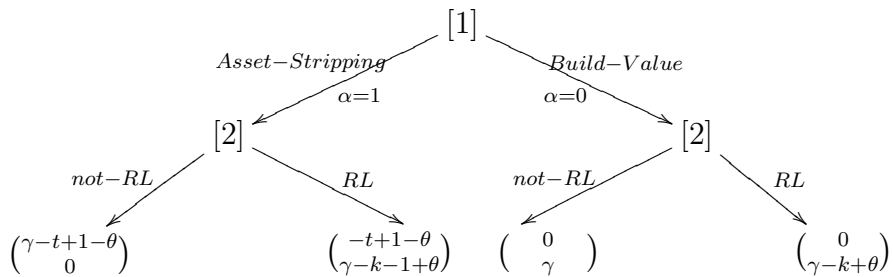 [1]
Asset−Stripping Build−Value
α=1 α=0
[2] [2]
not−RL RL not−RL RL
(γ−t+1−θ 0) (−t+1−θ γ−k−1+θ) (0 γ) (0 γ−k+θ)